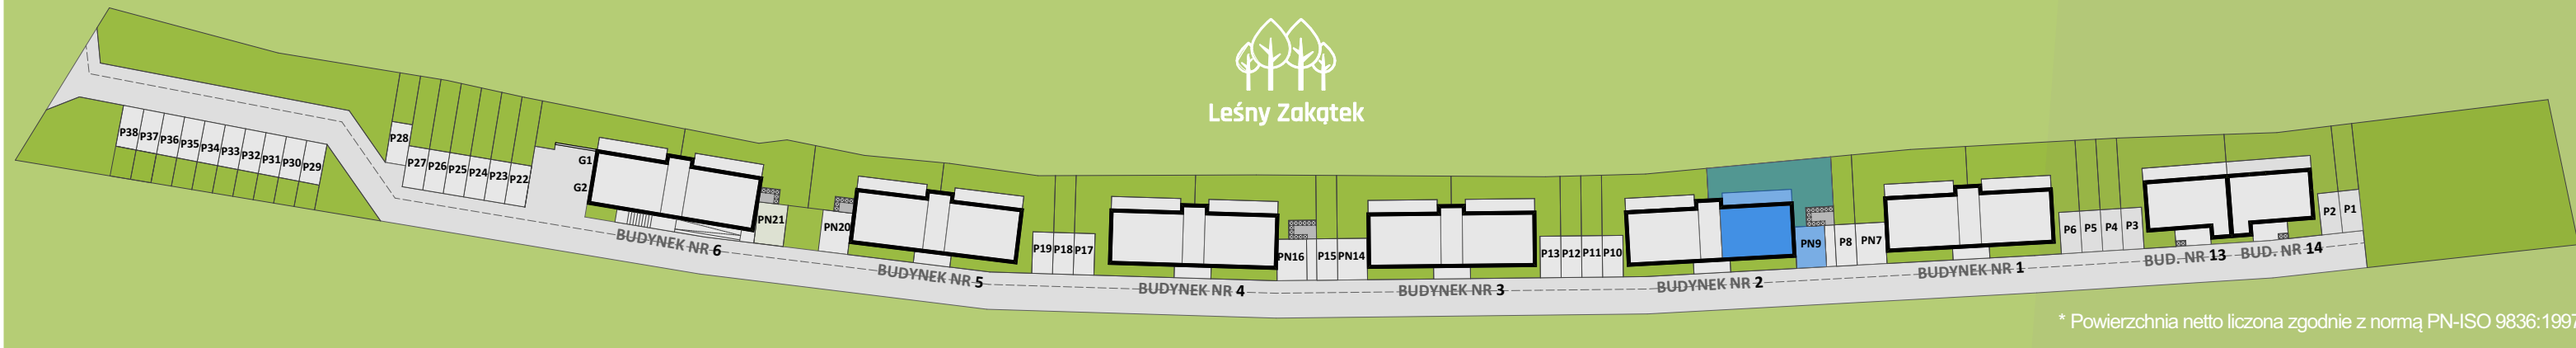 Leśny Zakątek
P38 P37 P36 P35 P34 P33 P32 P31 P30 P29
P28
P27 P26 P25 P24 P23 P22
G1
G2
PN21
BUDYNEK NR 6
PN20
BUDYNEK NR 5
P19 P18 P17
BUDYNEK NR 4
PN16 P15 PN14
BUDYNEK NR 3
P13 P12 P11 P10
BUDYNEK NR 2
PN9 P8 PN7
BUDYNEK NR 1
P6 P5 P4 P3
BUD. NR 13
BUD. NR 14
P2 P1
* Powierzchnia netto liczona zgodnie z normą PN-ISO 9836:1997